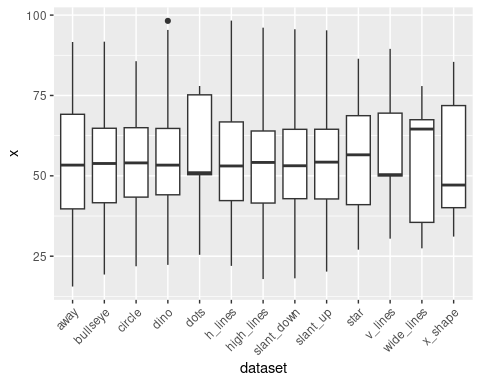 100
75
50
25
x
away
bullseye
circle
dino
dots
h_lines
high_lines
slant_down
slant_up
star
v_lines
wide_lines
x_shape
dataset